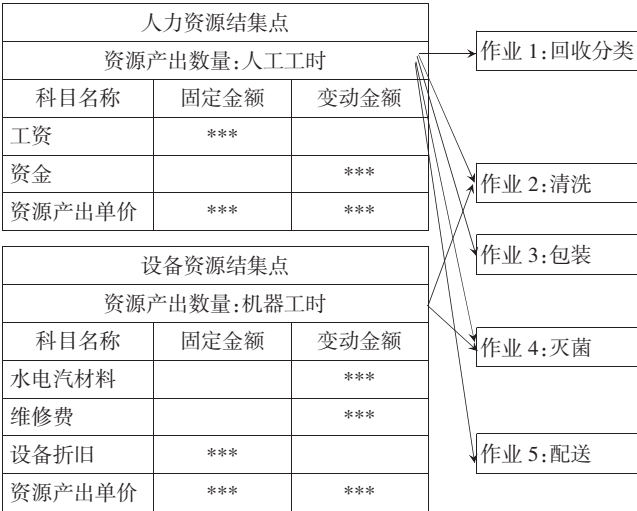 人力资源结集点
资源产出数量:人工工时
科目名称 固定金额 变动金额
工资 ***
资金 ***
资源产出单价 *** ***
设备资源结集点
资源产出数量:机器工时
科目名称 固定金额 变动金额
水电汽材料 ***
维修费 ***
设备折旧 ***
资源产出单价 *** ***
作业 1:回收分类
作业 2:清洗
作业 3:包装
作业 4:灭菌
作业 5:配送